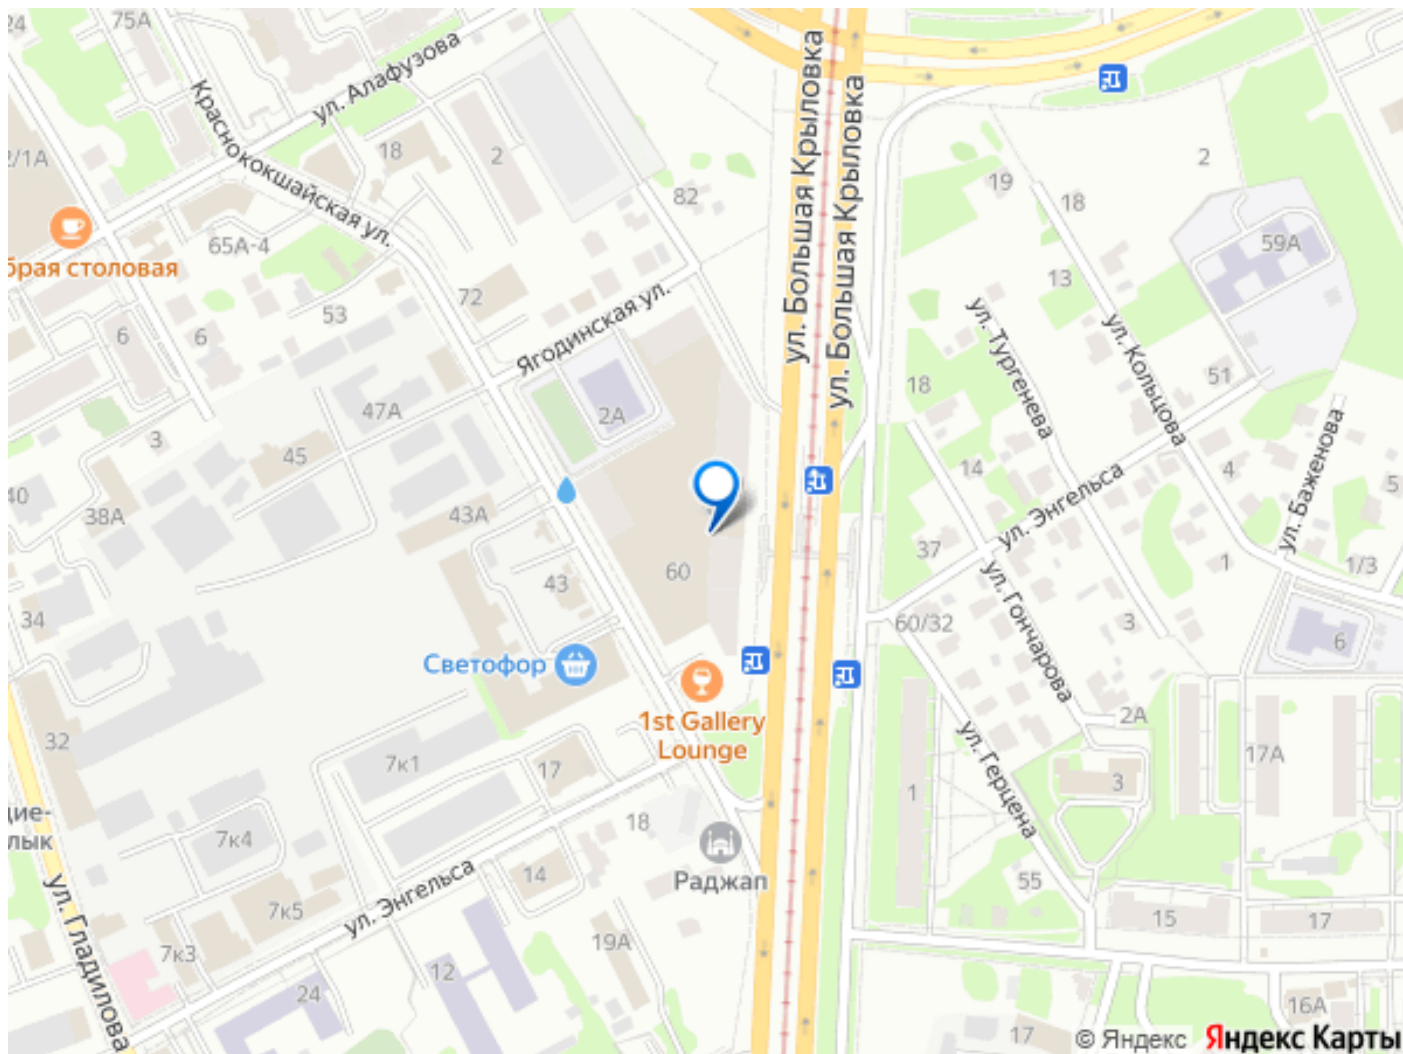 24
75А
ул. Алафузова
Краснококшайская ул.
18
2
2/1А
брая столовая
65А-4
82
72
53
6
6
Ягодинская ул.
ул. Большая Крыловка
ул. Большая Крыловка
2
19
18
59А
13
ул. Тургенева
ул. Кольцова
51
18
14
4
ул. Энгельса
ул. Баженова
5
47А
2А
3
45
40
38А
43А
43
60
37
1
1/3
34
60/32
ул. Гончарова
3
6
Светофор
1st Gallery
Lounge
32
7к1
17
2А
17А
ул. Герцена
3
1
дие-
лык
7к4
18
Раджап
14
55
ул. Гладилова
7к5
ул. Энгельса
15
17
7к3
19А
12
24
16А
17
© Яндекс Яндекс Карты